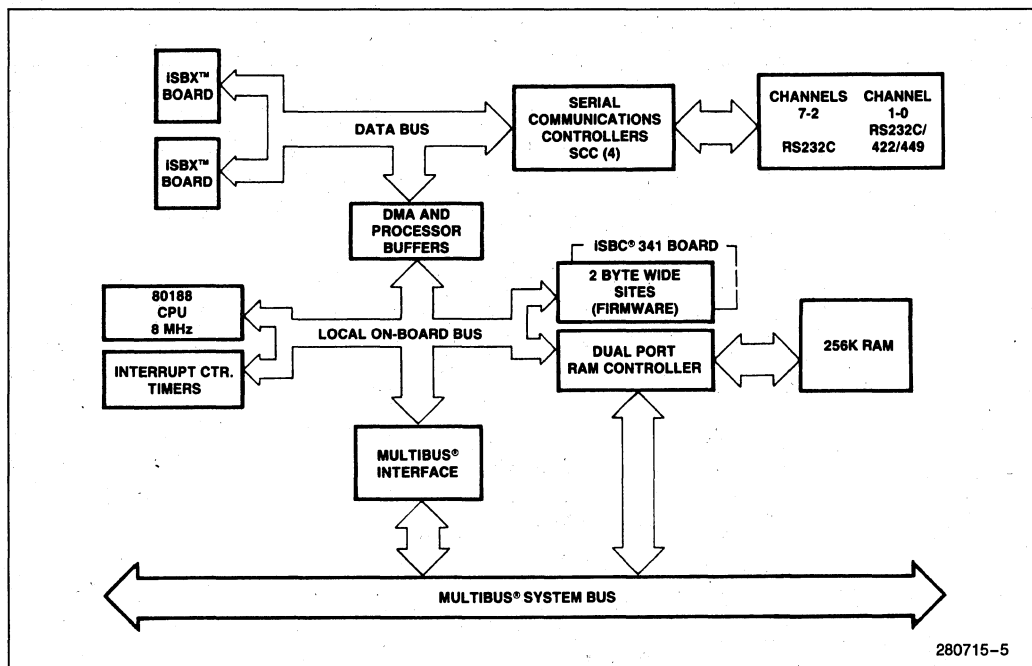 iSBX™
BOARD
iSBX™
BOARD
DATA BUS
SERIAL
COMMUNICATIONS
CONTROLLERS
SCC (4)
CHANNELS
7-2
RS232C
CHANNEL
1-0
RS232C/
422/449
DMA AND
PROCESSOR
BUFFERS
iSBC® 341 BOARD
2 BYTE WIDE
SITES
(FIRMWARE)
80188
CPU
8 MHz
LOCAL ON-BOARD BUS
INTERRUPT CTR.
TIMERS
DUAL PORT
RAM CONTROLLER
256K RAM
MULTIBUS®
INTERFACE
MULTIBUS® SYSTEM BUS
280715-5